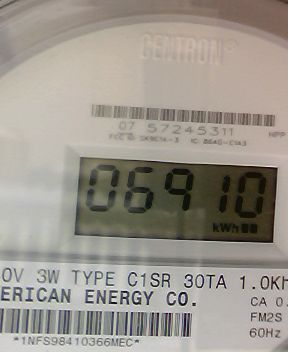 CENTRON®
07 57245311
06910
kWh
0V 3W TYPE C1SR 30TA 1.0Kh
ERICAN ENERGY CO.
CA 0.
FM2S
60Hz
*1NFS98410366MEC*